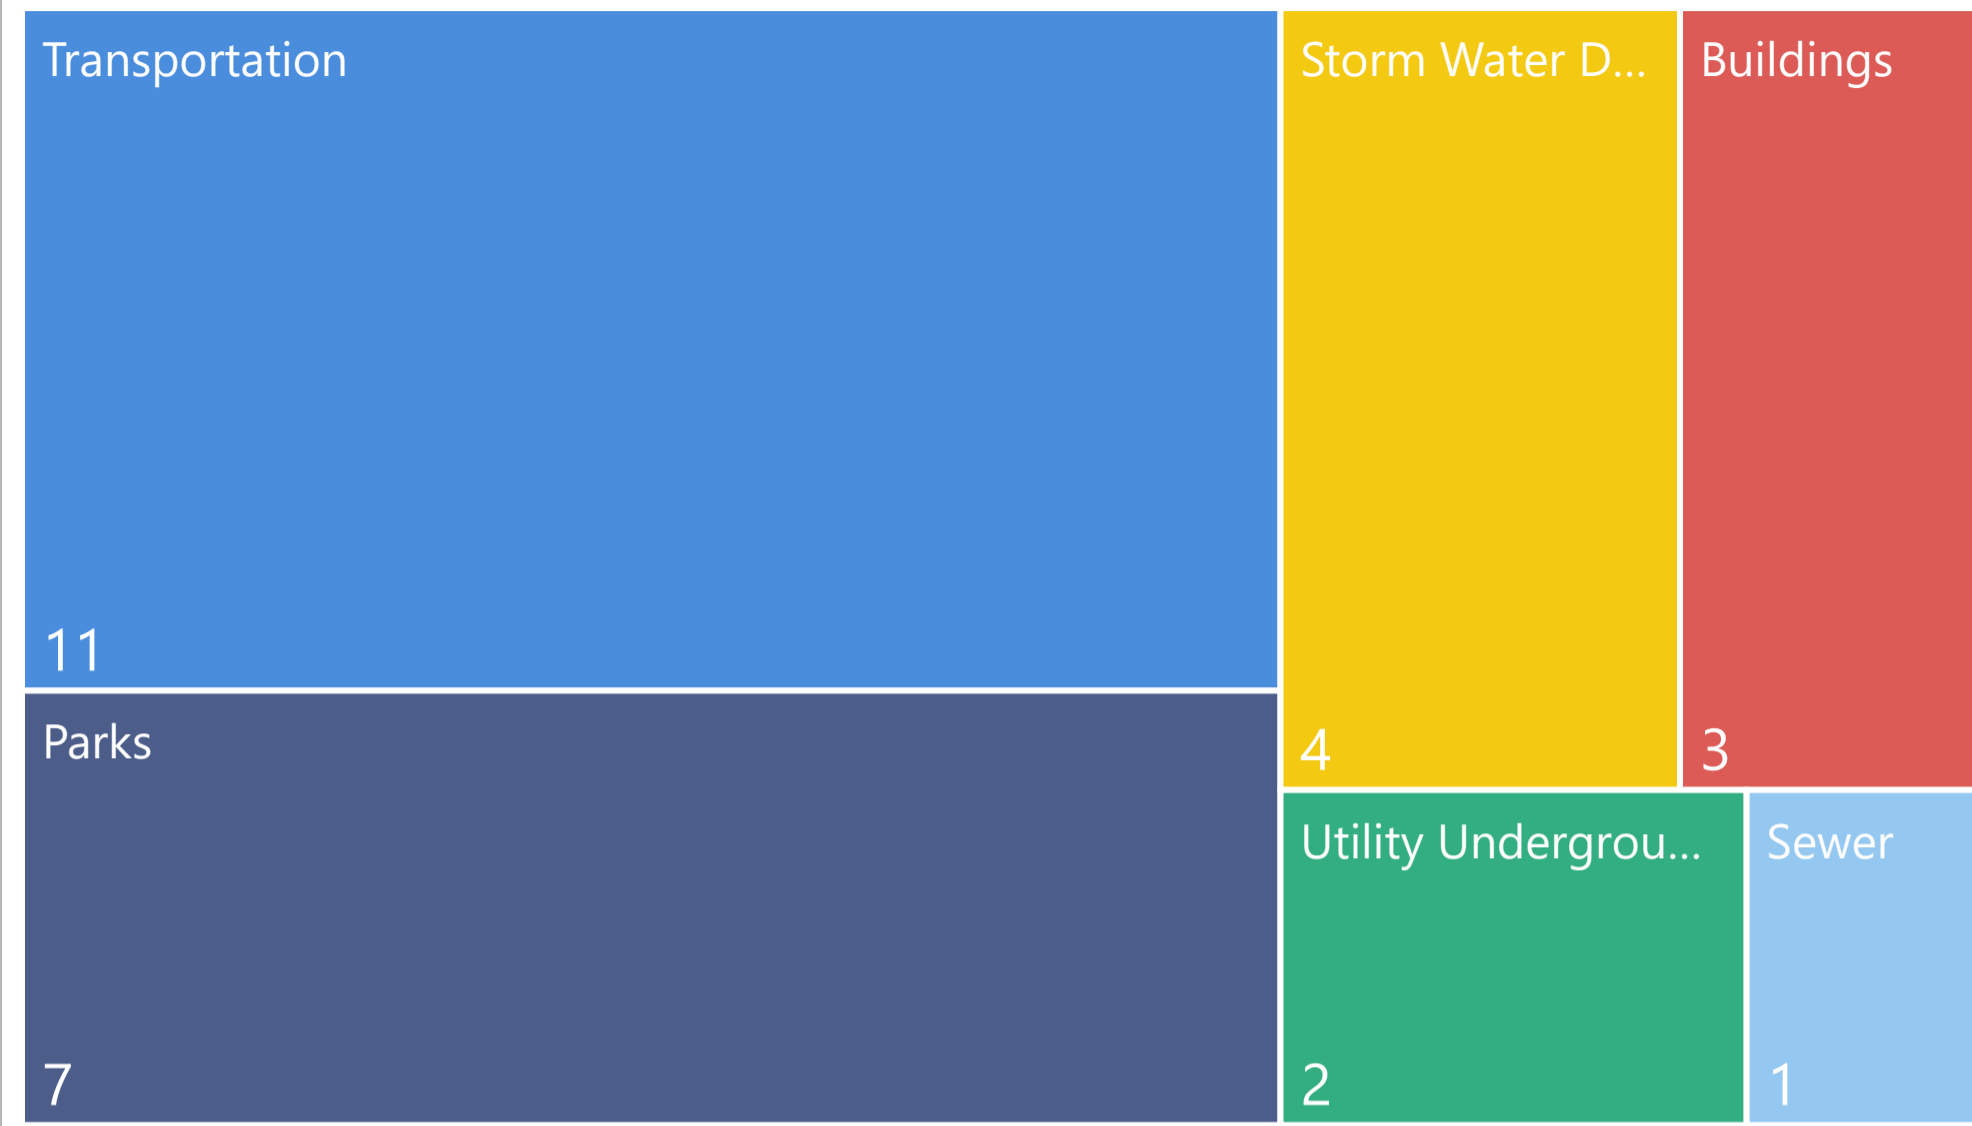 Transportation
11
Parks
7
Storm Water D...
4
Buildings
3
Utility Undergrou...
2
Sewer
1